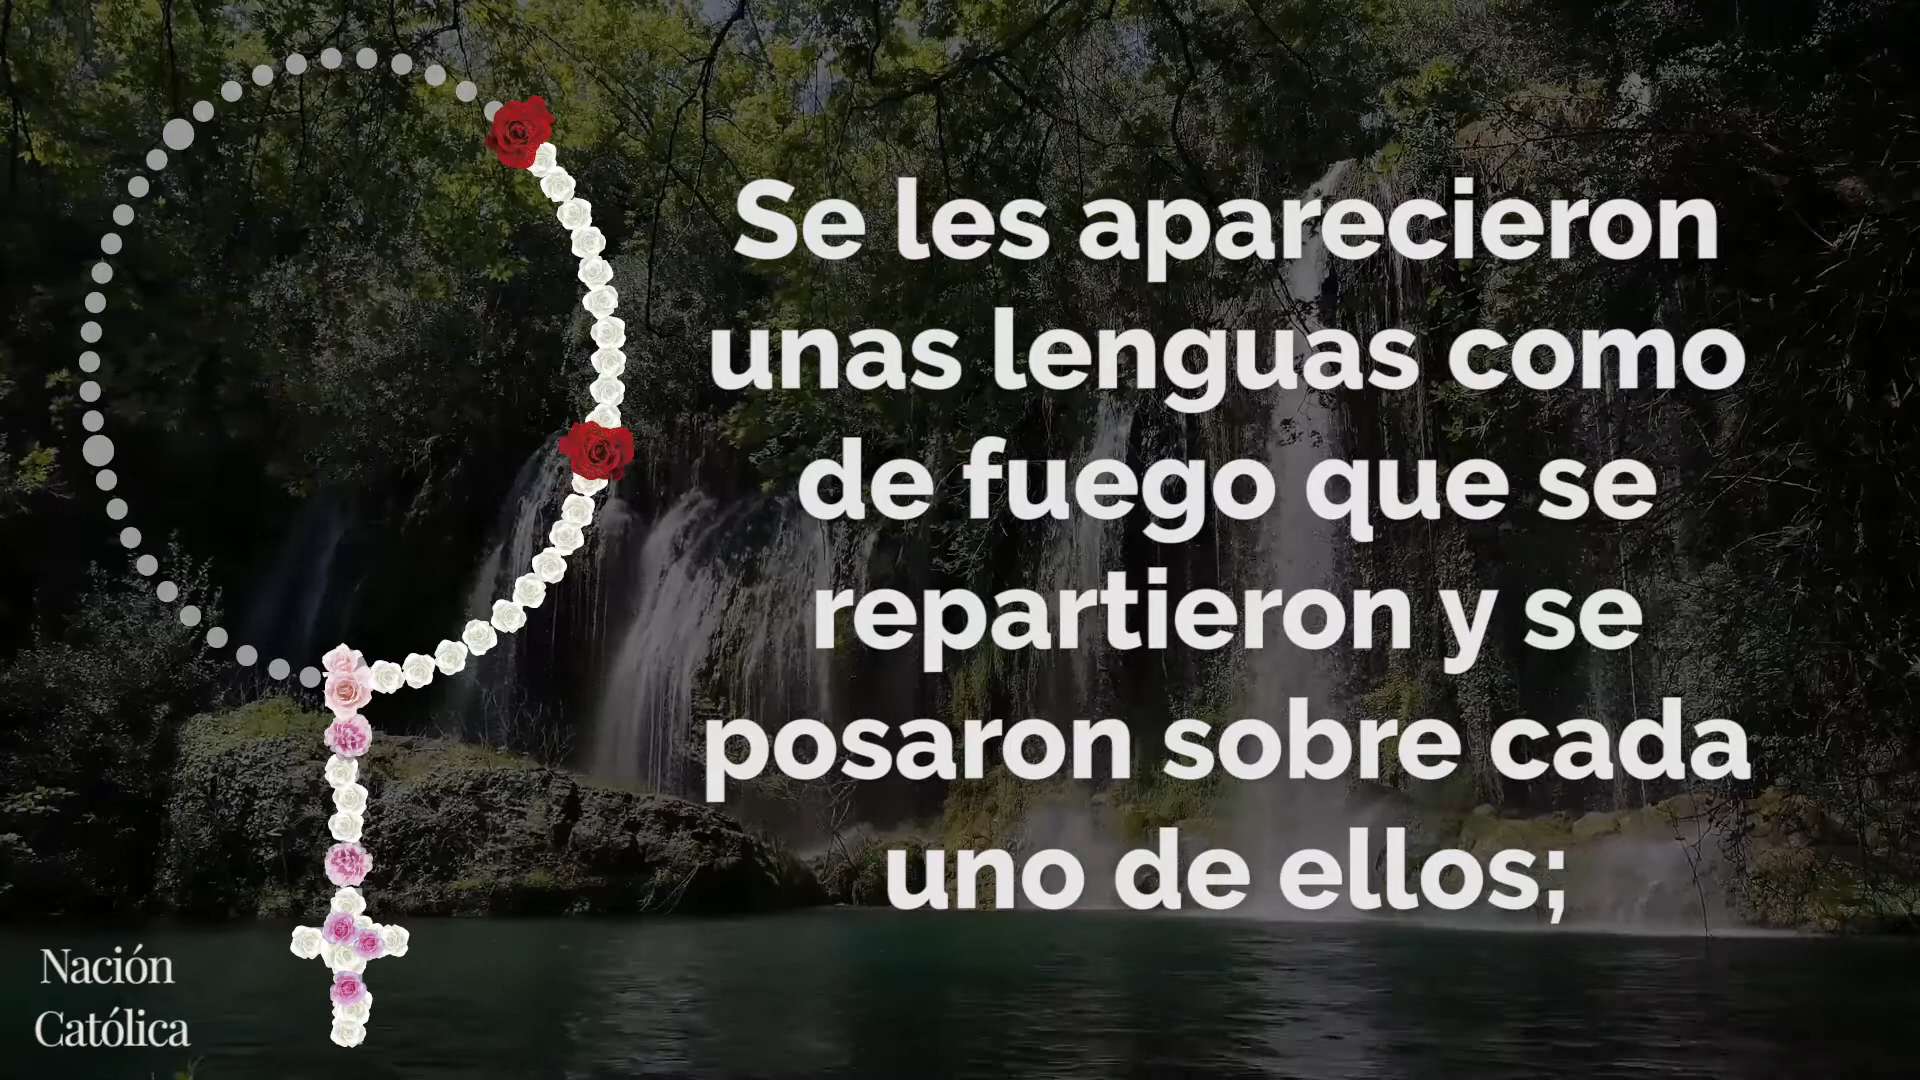 Se les aparecieron
unas lenguas como
de fuego que se
repartieron y se
posaron sobre cada
uno de ellos;
Nación
Católica